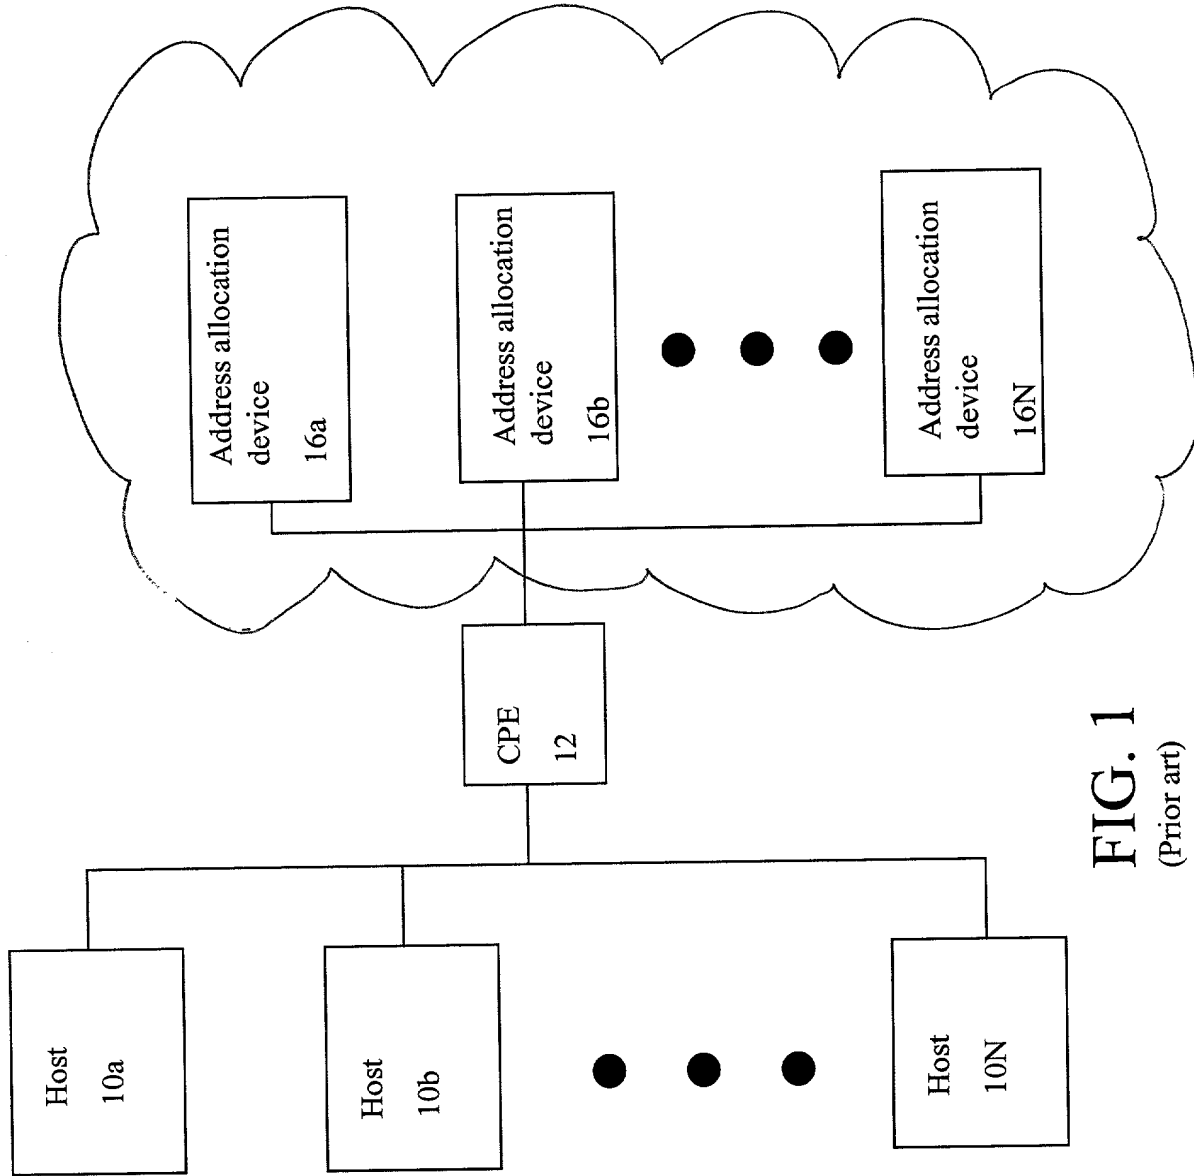 Host
10a
Host
10b
Host
10N
CPE
12
Address allocation
device
16a
Address allocation
device
16b
Address allocation
device
16N
FIG. 1
(Prior art)